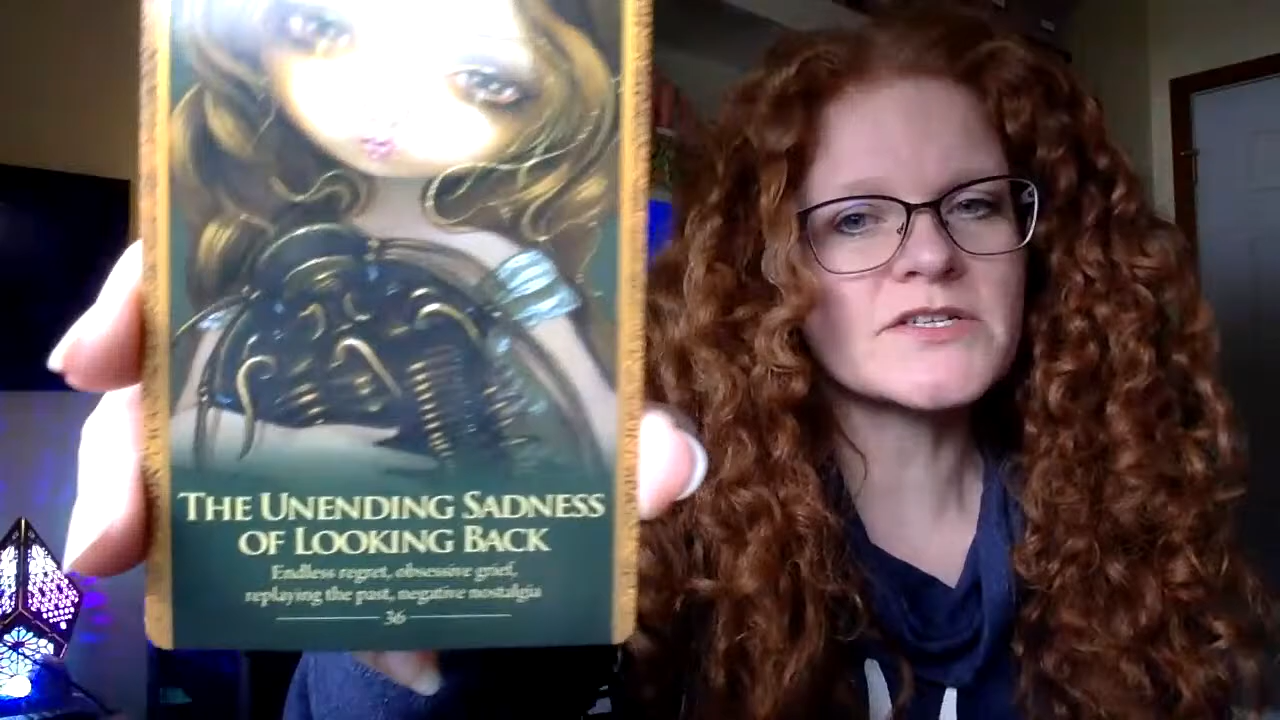 THE UNENDING SADNESS
OF LOOKING BACK
Endless regret, obsessive grief,
replaying the past, negative nostalgia
36